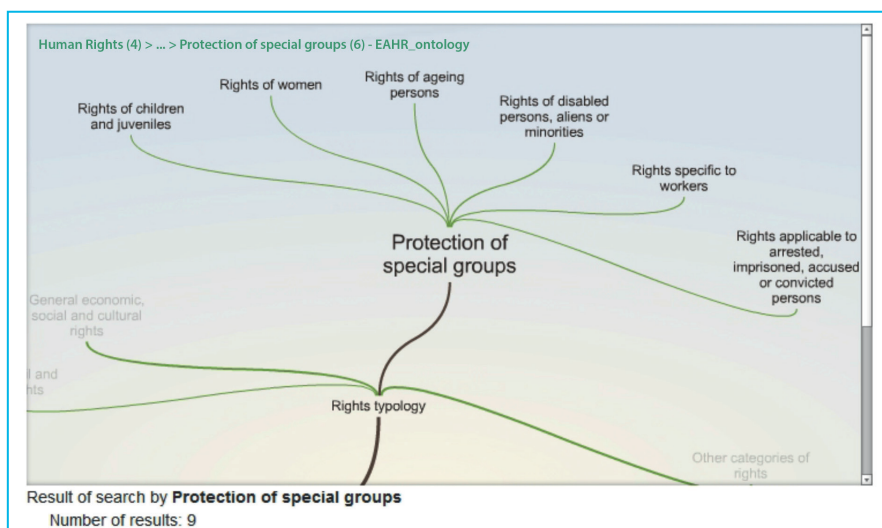 Human Rights (4) > ... > Protection of special groups (6) - EAHR_ontology
Rights of children
and juveniles
Rights of women
Rights of ageing
persons
Rights of disabled
persons, aliens or
minorities
Rights specific to
workers
Rights applicable to
arrested,
imprisoned, accused
or convicted
persons
Protection of
special groups
General economic,
social and cultural
rights
and
Rights typology
Other categories of
rights
Result of search by Protection of special groups
Number of results: 9